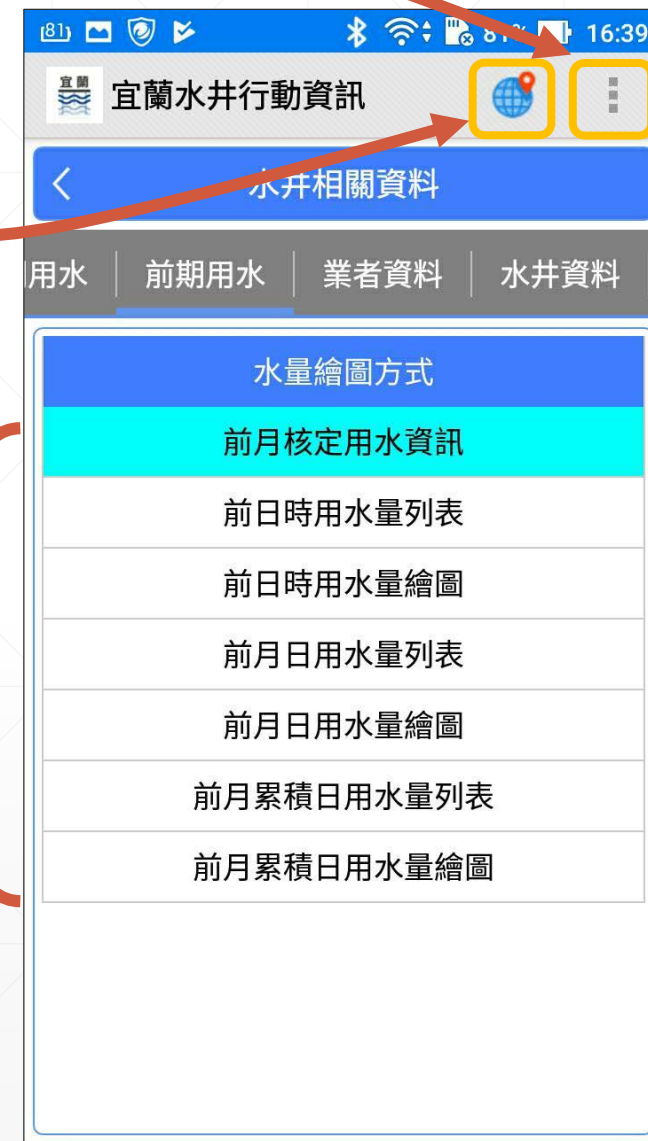 81
16:39
宜蘭
宜蘭水井行動資訊
水井相關資料
用水 前期用水 業者資料 水井資料
水量繪圖方式
前月核定用水資訊
前日時用水量列表
前日時用水量繪圖
前月日用水量列表
前月日用水量繪圖
前月累積日用水量列表
前月累積日用水量繪圖